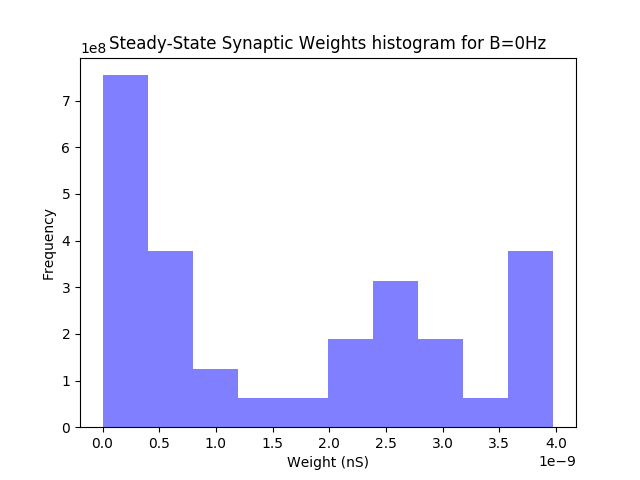 Steady-State Synaptic Weights histogram for B=0Hz
1e8
7
6
5
4
3
2
1
0
Frequency
0.0 0.5 1.0 1.5 2.0 2.5 3.0 3.5 4.0
Weight (nS)
1e−9